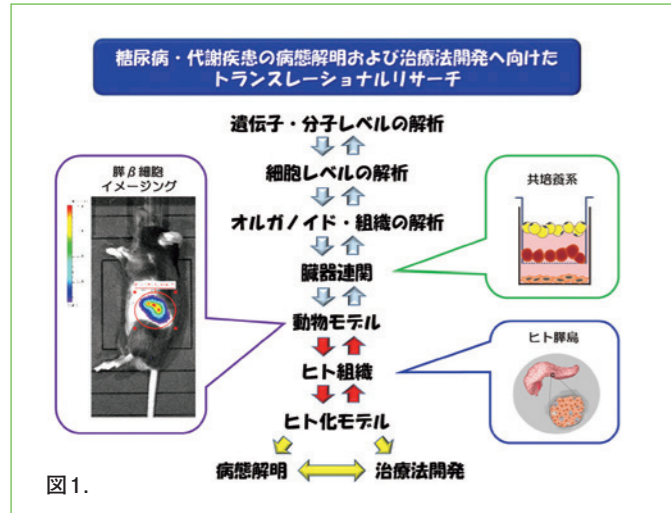 糖尿病・代謝疾患の病態解明および治療法開発へ向けた
トランスレーショナルリサーチ
遺伝子・分子レベルの解析
細胞レベルの解析
オルガノイド・組織の解析
臓器連関
動物モデル
ヒト組織
ヒト化モデル
病態解明
治療法開発
膵β細胞
イメージング
共培養系
ヒト膵島
図1.